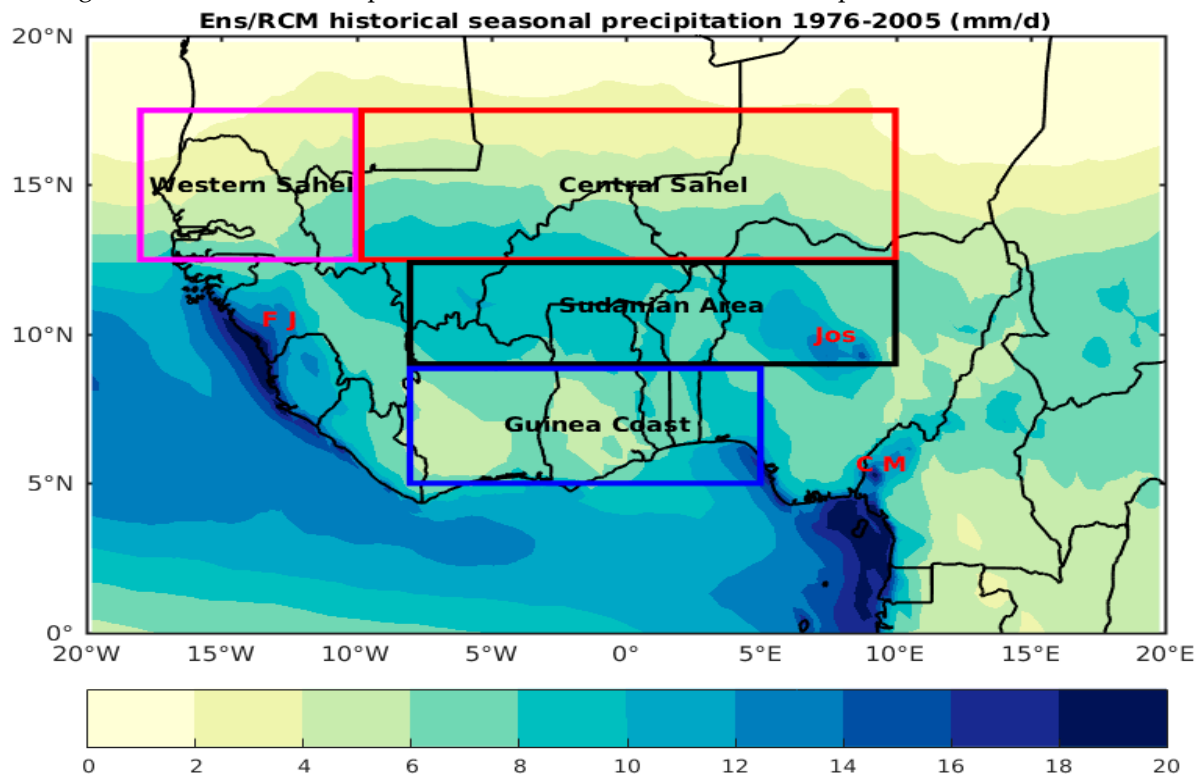 Ens/RCM historical seasonal precipitation 1976-2005 (mm/d)
20°N
Western Sahel
Central Sahel
15°N
Sudanian Area
F J
Jos
10°N
Guinea Coast
C M
5°N
0°
20°W 15°W 10°W 5°W 0° 5°E 10°E 15°E 20°E
0 2 4 6 8 10 12 14 16 18 20